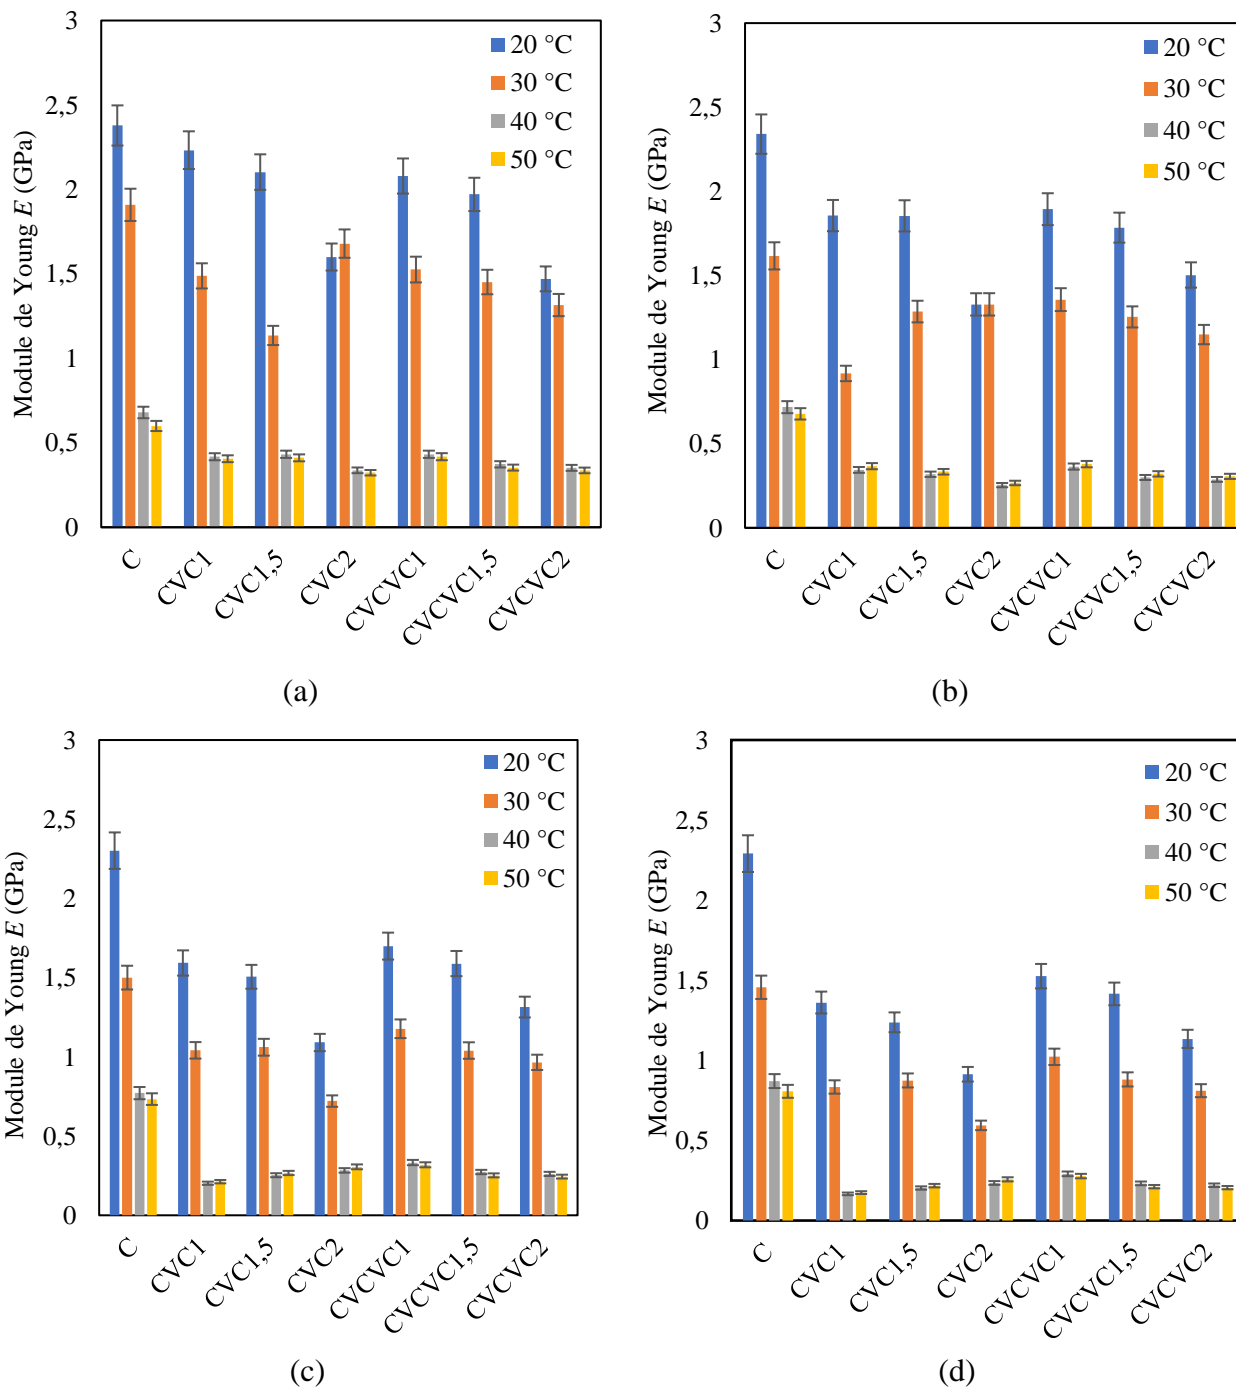 Module de Young E (GPa)
3
2,5
2
1,5
1
0,5
0
20 °C
30 °C
40 °C
50 °C
C
CVC1
CVC1,5
CVC2
CVCVC1
CVCVC1,5
CVCVC2
(a)
Module de Young E (GPa)
3
2,5
2
1,5
1
0,5
0
20 °C
30 °C
40 °C
50 °C
C
CVC1
CVC1,5
CVC2
CVCVC1
CVCVC1,5
CVCVC2
(b)
Module de Young E (GPa)
3
2,5
2
1,5
1
0,5
0
20 °C
30 °C
40 °C
50 °C
C
CVC1
CVC1,5
CVC2
CVCVC1
CVCVC1,5
CVCVC2
(c)
Module de Young E (GPa)
3
2,5
2
1,5
1
0,5
0
20 °C
30 °C
40 °C
50 °C
C
CVC1
CVC1,5
CVC2
CVCVC1
CVCVC1,5
CVCVC2
(d)